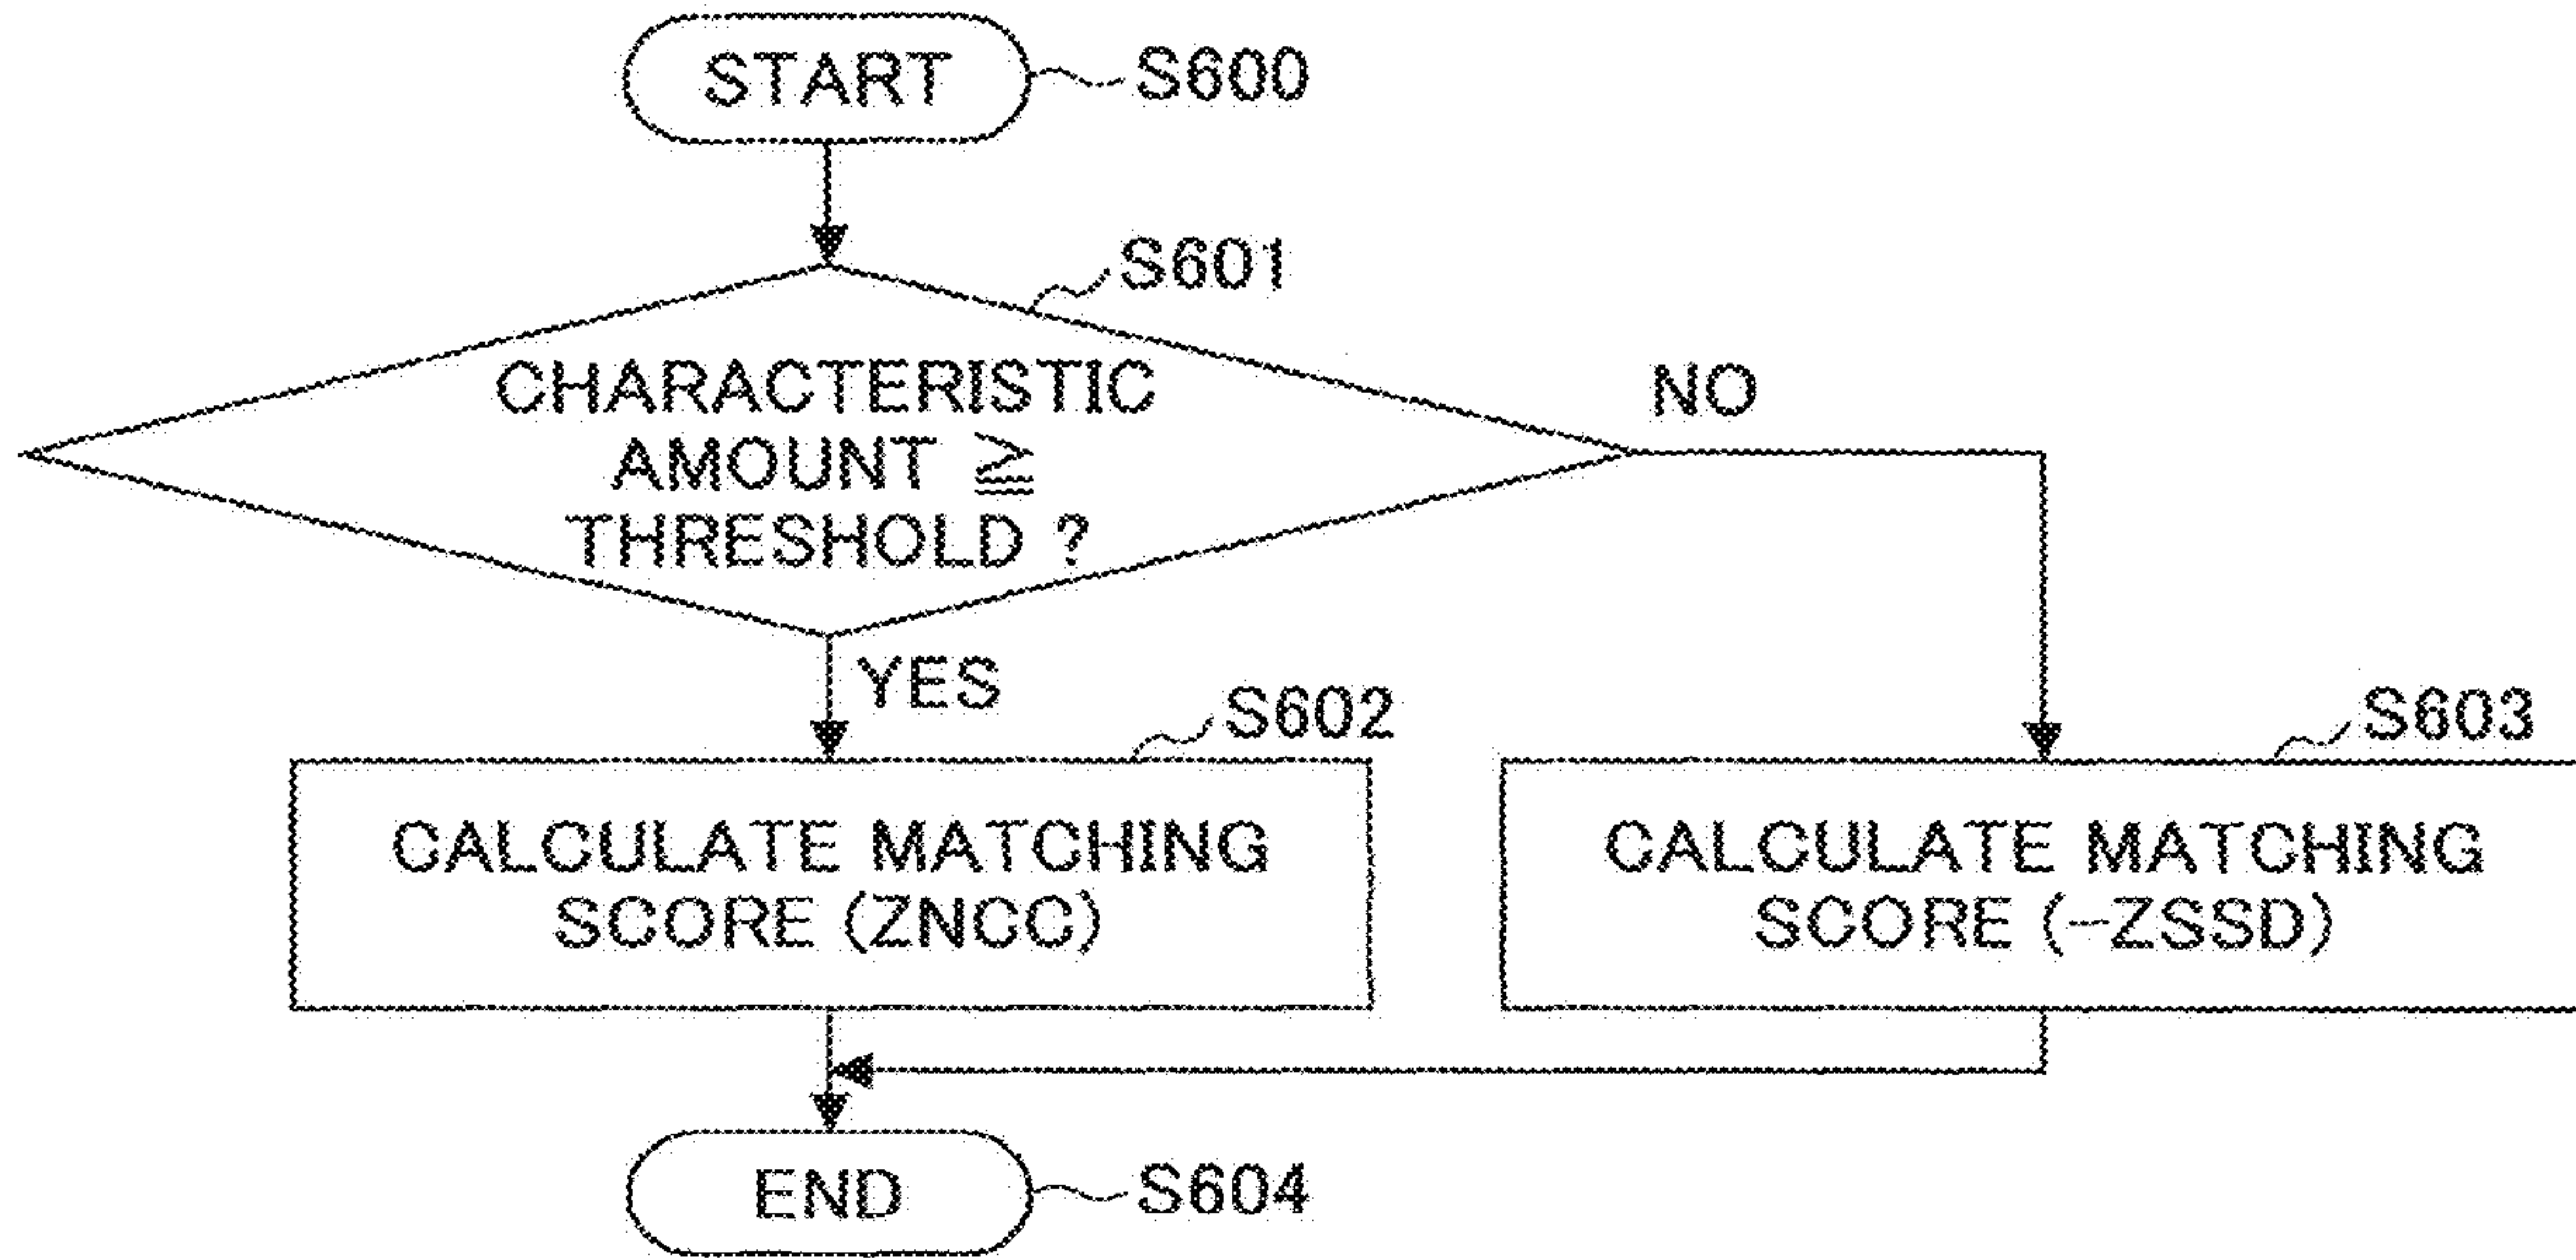 START
S600
S601
CHARACTERISTIC
AMOUNT ≧
THRESHOLD ?
NO
YES
S602
S603
CALCULATE MATCHING
SCORE (ZNCC)
CALCULATE MATCHING
SCORE (-ZSSD)
END
S604